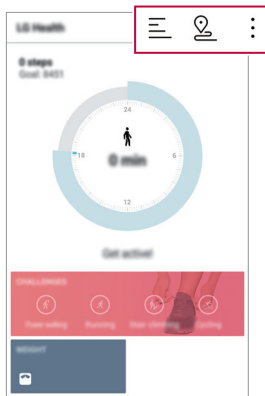 LG Health
0 steps
Goal: 8451
24
18
6
0 min
12
Get active!
CHALLENGES
Power walking Running Stair climbing Cycling
WEIGHT